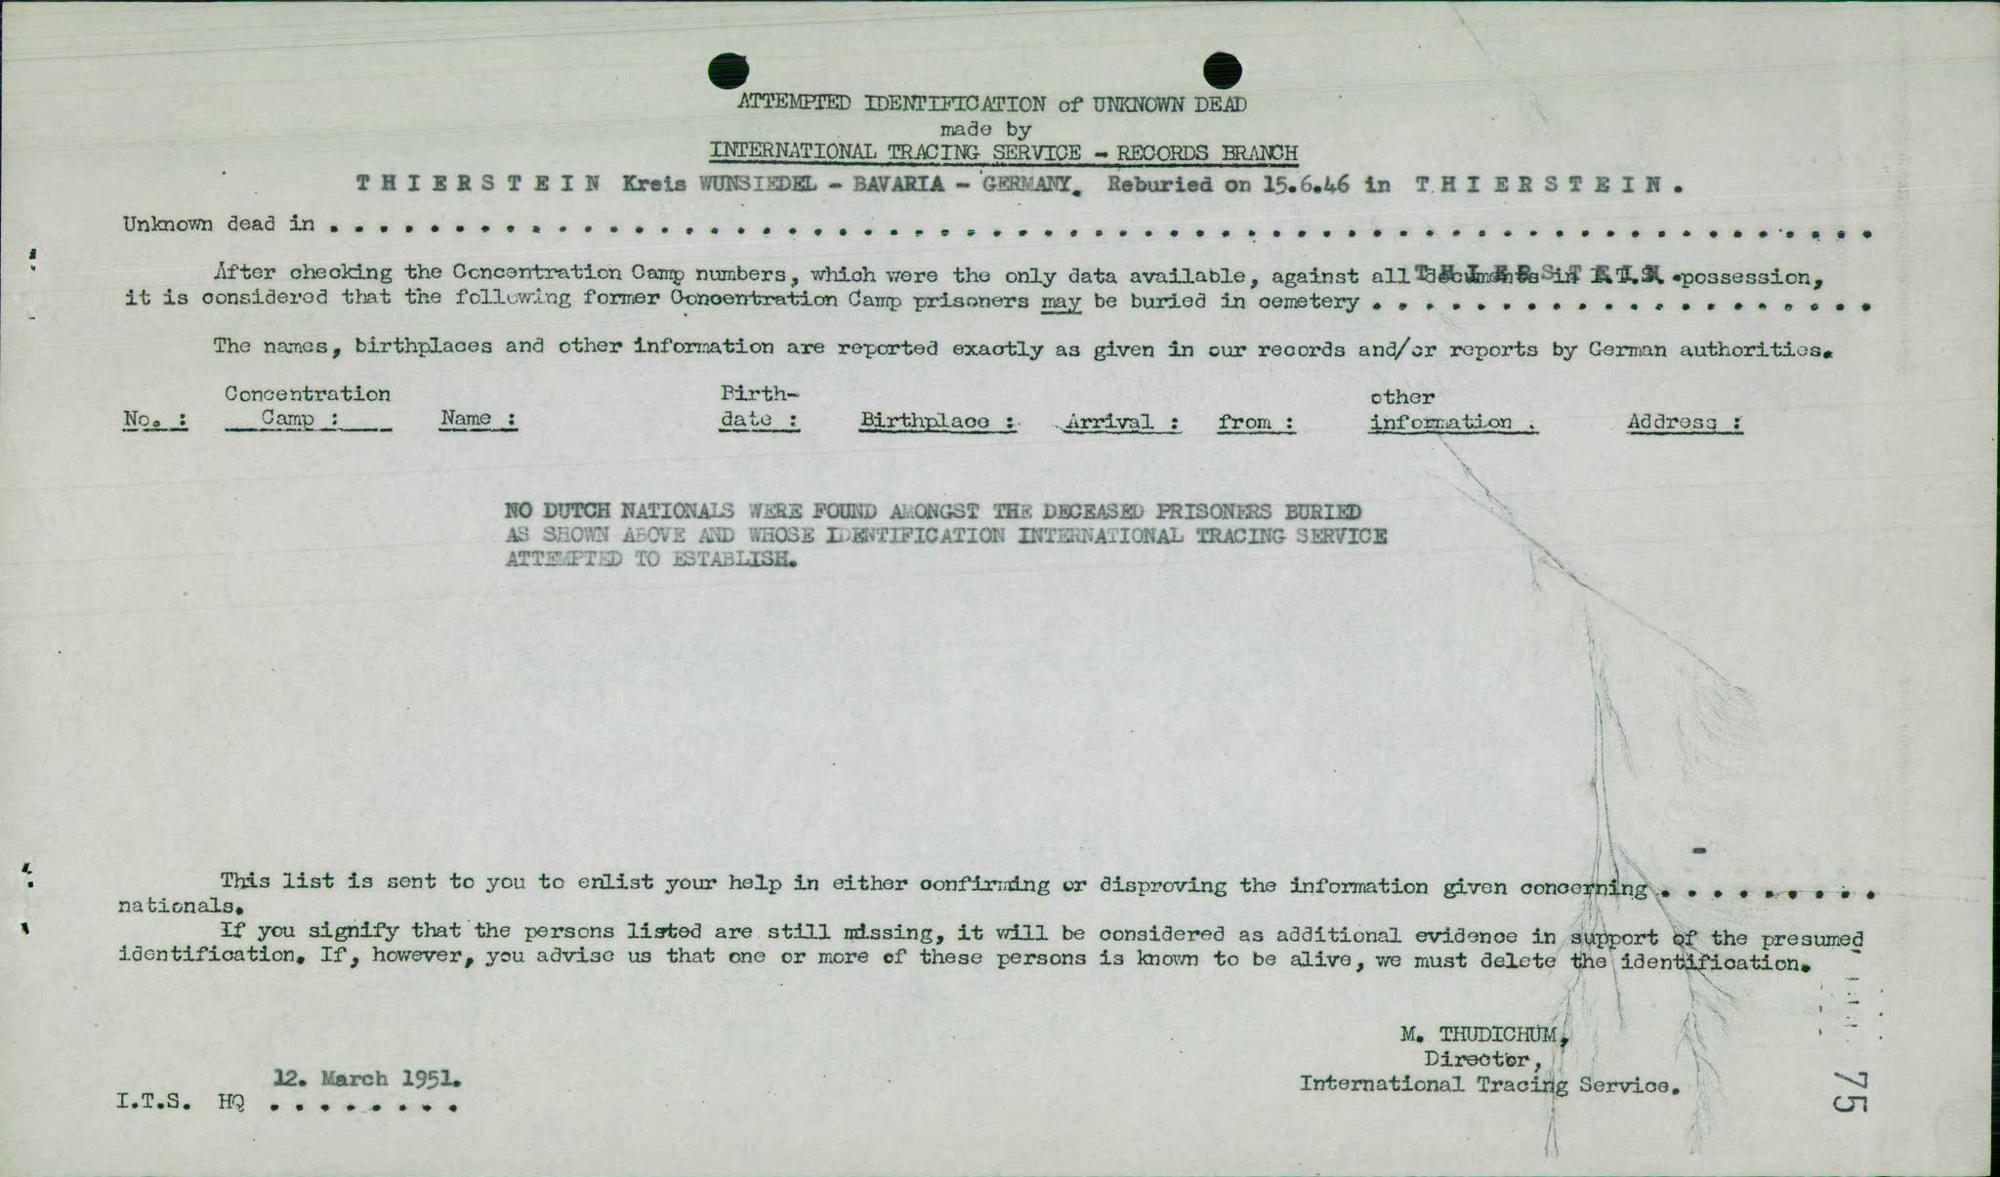 ATTEMPTED IDENTIFICATION of UNKNOWN DEAD
made by
INTERNATIONAL TRACING SERVICE - RECORDS BRANCH
T H I E R S T E I N Kreis WUNSIEDEL - BAVARIA - GERMANY. Reburied on 15.6.46 in T H I E R S T E I N .
Unknown dead in . . . . . . . . . . . . . . . . . . . . . . . . . . . . . . . . . . . . . . . . . . . . . . . . . . . . . . . . . . . . .
After checking the Concentration Camp numbers, which were the only data available, against all documents in I.T.S. possession,
T H I E R S T E I N .
it is considered that the following former Concentration Camp prisoners may be buried in cemetery . . . . . . . . . . . . . . . . . . . .
The names, birthplaces and other information are reported exactly as given in our records and/or reports by German authorities.
Concentration Birth- other
No. : Camp : Name : date : Birthplace : Arrival : from : information : Address :
NO DUTCH NATIONALS WERE FOUND AMONGST THE DECEASED PRISONERS BURIED
AS SHOWN ABOVE AND WHOSE IDENTIFICATION INTERNATIONAL TRACING SERVICE
ATTEMPTED TO ESTABLISH.
-
This list is sent to you to enlist your help in either confirming or disproving the information given concerning . . . . . . . . .
nationals.
If you signify that the persons listed are still missing, it will be considered as additional evidence in support of the presumed
identification. If, however, you advise us that one or more of these persons is known to be alive, we must delete the identification.
M. THUDICHUM,
Director,
International Tracing Service.
12. March 1951.
I.T.S. HQ . . . . . . . .
75